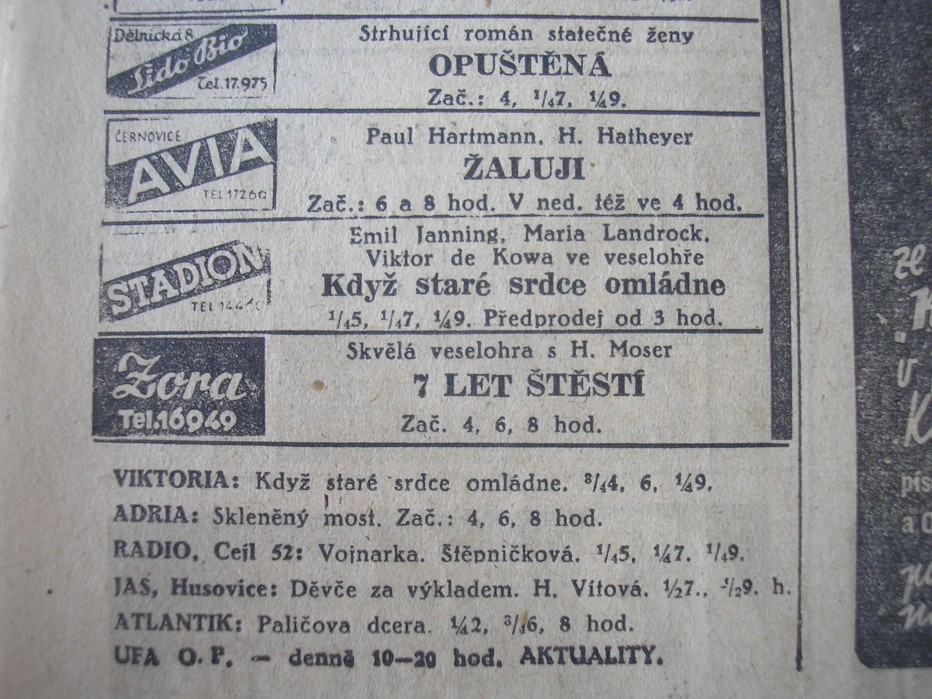 Dělnická 8
Lido Bio
Tel. 17.975
Strhující román statečné ženy
OPUŠTĚNÁ
Zač.: 4, ¼7, ¼9.
ČERNOVICE
AVIA
TEL 17260
Paul Hartmann, H. Hatheyer
ŽALUJI
Zač.: 6 a 8 hod. V ned. též ve 4 hod.
STADION
TEL
Emil Janning, Maria Landrock,
Viktor de Kowa ve veselohře
Když staré srdce omládne
¼5, ¼7, ¼9. Předprodej od 3 hod.
Zora
Tel.16949
Skvělá veselohra s H. Moser
7 LET ŠTĚSTÍ
Zač. 4, 6, 8 hod.
VIKTORIA: Když staré srdce omládne. ¾4, 6, ¼9.
ADRIA: Skleněný most. Zač.: 4, 6, 8 hod.
RADIO, Cejl 52: Vojnarka. Štěpničková. ¼5, ¼7. ¼9.
JAS, Husovice: Děvče za výkladem. H. Vítová. ½7., ½9. h.
ATLANTIK: Paličova dcera. ½2, ¾6, 8 hod.
UFA O. P. — denně 10—20 hod. AKTUALITY.
ze
v
pís
a